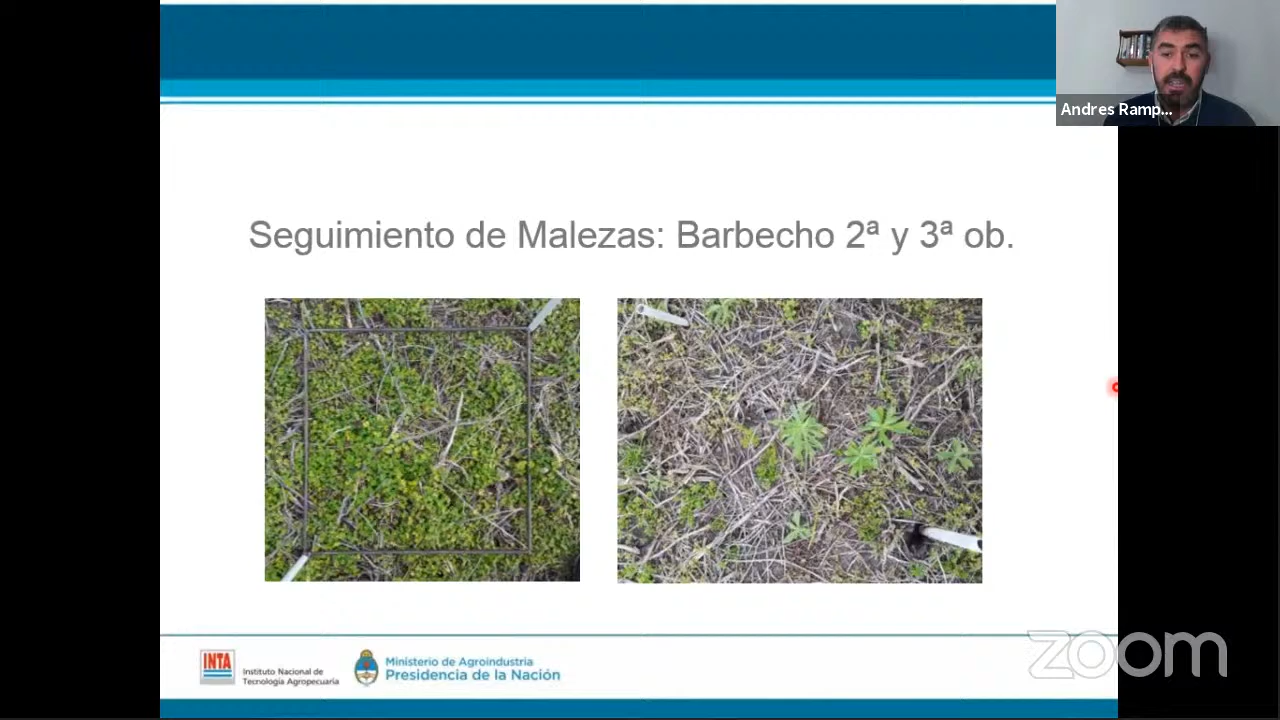 Andres Ramp...
Seguimiento de Malezas: Barbecho 2ª y 3ª ob.
INTA
Instituto Nacional de
Tecnología Agropecuaria
Ministerio de Agroindustria
Presidencia de la Nación
zoom